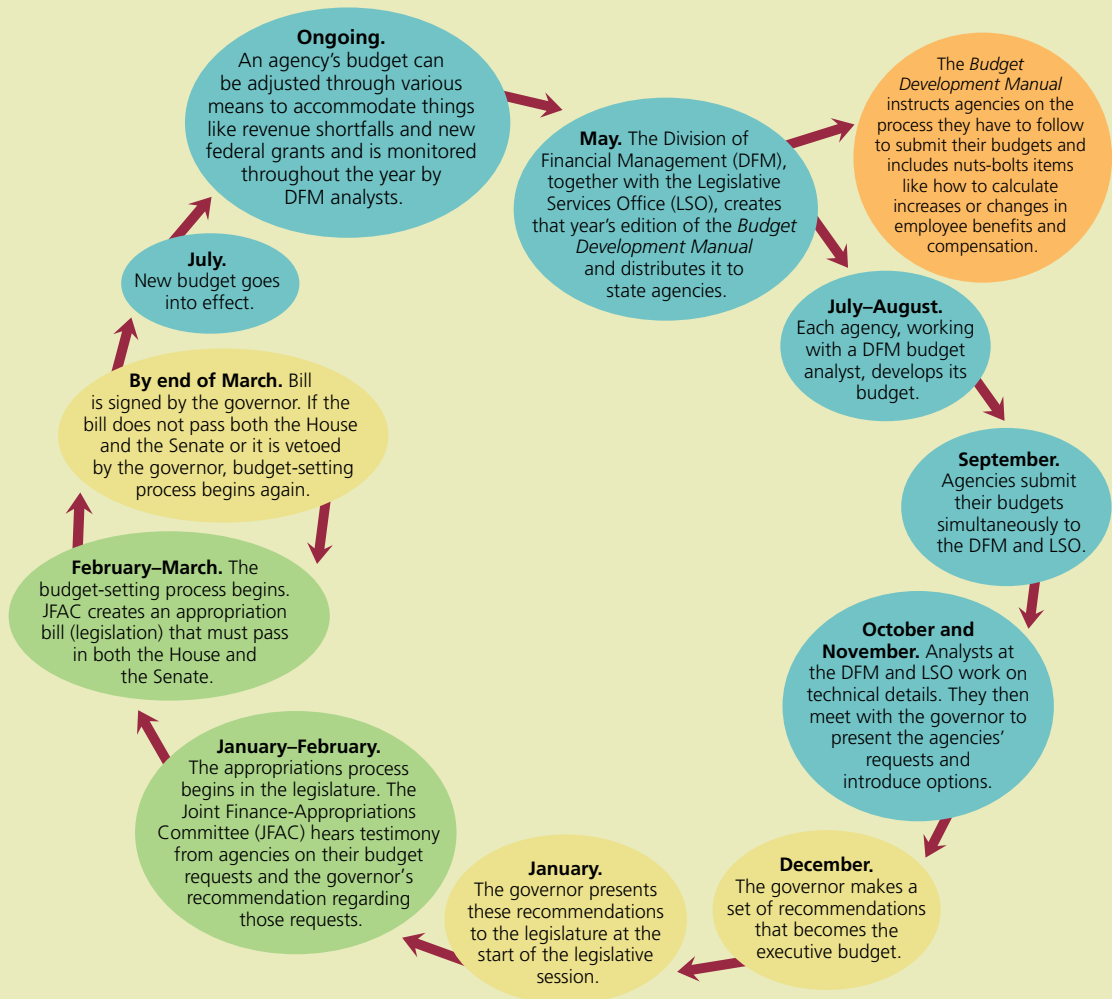 Ongoing.
An agency’s budget can
be adjusted through various
means to accommodate things
like revenue shortfalls and new
federal grants and is monitored
throughout the year by
DFM analysts.
May. The Division of
Financial Management (DFM),
together with the Legislative
Services Office (LSO), creates
that year’s edition of the Budget
Development Manual
and distributes it to
state agencies.
The Budget
Development Manual
instructs agencies on the
process they have to follow
to submit their budgets and
includes nuts-bolts items
like how to calculate
increases or changes in
employee benefits and
compensation.
July–August.
Each agency, working
with a DFM budget
analyst, develops its
budget.
September.
Agencies submit
their budgets
simultaneously to
the DFM and LSO.
October and
November. Analysts at
the DFM and LSO work on
technical details. They then
meet with the governor to
present the agencies’
requests and
introduce options.
December.
The governor makes a
set of recommendations
that becomes the
executive budget.
January.
The governor presents
these recommendations
to the legislature at the
start of the legislative
session.
January–February.
The appropriations process
begins in the legislature. The
Joint Finance-Appropriations
Committee (JFAC) hears testimony
from agencies on their budget
requests and the governor’s
recommendation regarding
those requests.
February–March. The
budget-setting process begins.
JFAC creates an appropriation
bill (legislation) that must pass
in both the House and
the Senate.
By end of March. Bill
is signed by the governor. If the
bill does not pass both the House
and the Senate or it is vetoed
by the governor, budget-setting
process begins again.
July.
New budget goes
into effect.